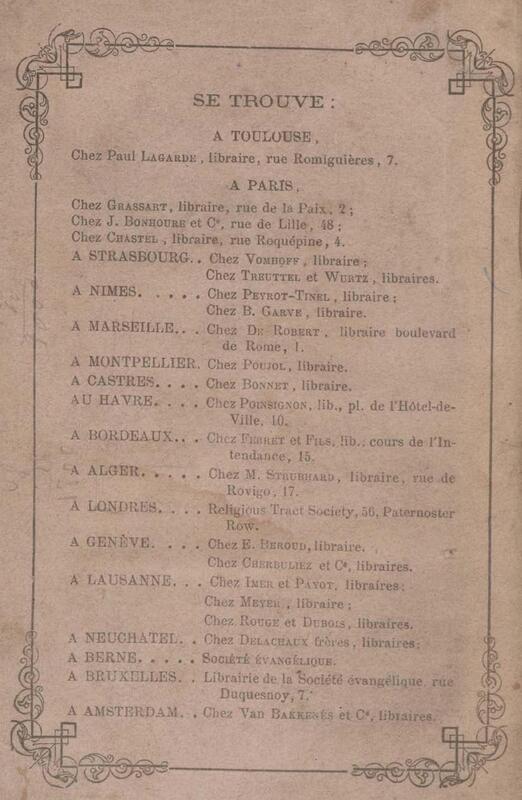 SE TROUVE :
A TOULOUSE,
Chez Paul LAGARDE, libraire, rue Romiguières, 7.
A PARIS,
Chez GRASSART, libraire, rue de la Paix, 2 ;
Chez J. BONHOURE et Cᵉ, rue de Lille, 48 ;
Chez CHASTEL, libraire, rue Roquépine, 4.
A STRASBOURG.. Chez VOMHOFF, libraire ;
Chez TREUTTEL et WURTZ, libraires.
A NIMES. . . . . Chez PEYROT-TINEL, libraire ;
Chez B. GARVE, libraire.
A MARSEILLE. . . Chez DE ROBERT, libraire boulevard
de Rome, 1.
A MONTPELLIER. Chez POUJOL, libraire.
A CASTRES. . . . Chez BONNET, libraire.
AU HAVRE. . . . Chez POINSIGNON, lib., pl. de l'Hôtel-de-
Ville, 10.
A BORDEAUX. . . Chez FERRET et FILS, lib., cours de l'In-
tendance, 15.
A ALGER. . . . . Chez M. STRUBHARD, libraire, rue de
Rovigo, 17.
A LONDRES. . . . Religious Tract Society, 56, Paternoster
Row.
A GENÈVE. . . . Chez E. BEROUD, libraire.
Chez CHERBULIEZ et Cᵉ, libraires.
A LAUSANNE. . . Chez IMER et PAYOT, libraires;
Chez MEYER, libraire ;
Chez ROUGE et DUBOIS, libraires.
A NEUCHATEL. . Chez DELACHAUX frères, libraires;
A BERNE. . . . . SOCIÉTÉ ÉVANGÉLIQUE.
A BRUXELLES. . Librairie de la Société évangélique, rue
Duquesnoy, 7.
A AMSTERDAM. . Chez Van BAKKENÈS et Cᵉ, libraires.